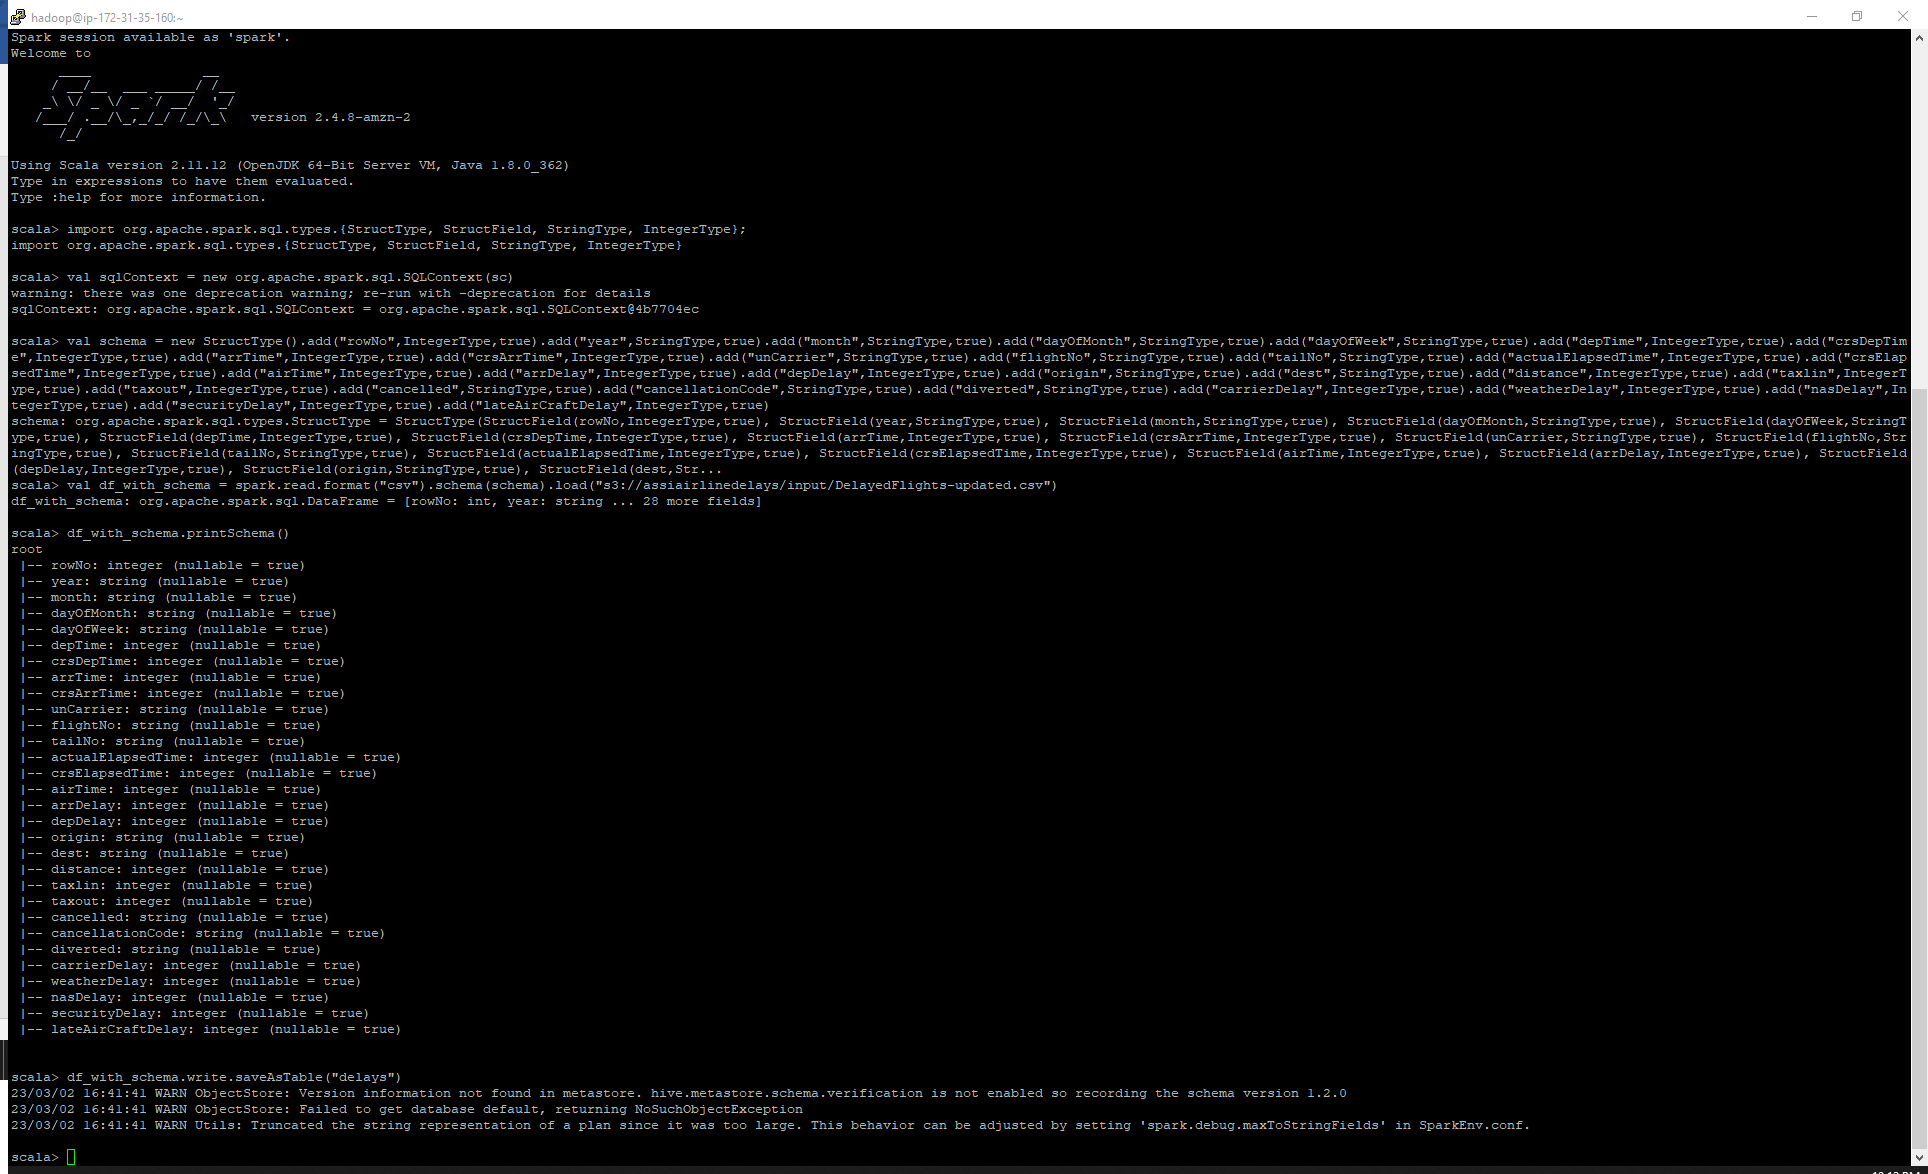 hadoop@ip-172-31-35-160:~
Spark session available as 'spark'.
Welcome to
      ____              __
     / __/__  ___ _____/ /__
    _\ \/ _ \/ _ `/ __/  '_/
   /___/ .__/\_,_/_/ /_/\_\   version 2.4.8-amzn-2
      /_/
Using Scala version 2.11.12 (OpenJDK 64-Bit Server VM, Java 1.8.0_362)
Type in expressions to have them evaluated.
Type :help for more information.
scala> import org.apache.spark.sql.types.{StructType, StructField, StringType, IntegerType};
import org.apache.spark.sql.types.{StructType, StructField, StringType, IntegerType}
scala> val sqlContext = new org.apache.spark.sql.SQLContext(sc)
warning: there was one deprecation warning; re-run with -deprecation for details
sqlContext: org.apache.spark.sql.SQLContext = org.apache.spark.sql.SQLContext@4b7704ec
scala> val schema = new StructType().add("rowNo",IntegerType,true).add("year",StringType,true).add("month",StringType,true).add("dayOfMonth",StringType,true).add("dayOfWeek",StringType,true).add("depTime",IntegerType,true).add("crsDepTim
e",IntegerType,true).add("arrTime",IntegerType,true).add("crsArrTime",IntegerType,true).add("unCarrier",StringType,true).add("flightNo",StringType,true).add("tailNo",StringType,true).add("actualElapsedTime",IntegerType,true).add("crsElap
sedTime",IntegerType,true).add("airTime",IntegerType,true).add("arrDelay",IntegerType,true).add("depDelay",IntegerType,true).add("origin",StringType,true).add("dest",StringType,true).add("distance",IntegerType,true).add("taxlin",IntegerT
ype,true).add("taxout",IntegerType,true).add("cancelled",StringType,true).add("cancellationCode",StringType,true).add("diverted",StringType,true).add("carrierDelay",IntegerType,true).add("weatherDelay",IntegerType,true).add("nasDelay",In
tegerType,true).add("securityDelay",IntegerType,true).add("lateAirCraftDelay",IntegerType,true)
schema: org.apache.spark.sql.types.StructType = StructType(StructField(rowNo,IntegerType,true), StructField(year,StringType,true), StructField(month,StringType,true), StructField(dayOfMonth,StringType,true), StructField(dayOfWeek,StringT
ype,true), StructField(depTime,IntegerType,true), StructField(crsDepTime,IntegerType,true), StructField(arrTime,IntegerType,true), StructField(crsArrTime,IntegerType,true), StructField(unCarrier,StringType,true), StructField(flightNo,Str
ingType,true), StructField(tailNo,StringType,true), StructField(actualElapsedTime,IntegerType,true), StructField(crsElapsedTime,IntegerType,true), StructField(airTime,IntegerType,true), StructField(arrDelay,IntegerType,true), StructField
(depDelay,IntegerType,true), StructField(origin,StringType,true), StructField(dest,Str...
scala> val df_with_schema = spark.read.format("csv").schema(schema).load("s3://assiairlinedelays/input/DelayedFlights-updated.csv")
df_with_schema: org.apache.spark.sql.DataFrame = [rowNo: int, year: string ... 28 more fields]
scala> df_with_schema.printSchema()
root
 |-- rowNo: integer (nullable = true)
 |-- year: string (nullable = true)
 |-- month: string (nullable = true)
 |-- dayOfMonth: string (nullable = true)
 |-- dayOfWeek: string (nullable = true)
 |-- depTime: integer (nullable = true)
 |-- crsDepTime: integer (nullable = true)
 |-- arrTime: integer (nullable = true)
 |-- crsArrTime: integer (nullable = true)
 |-- unCarrier: string (nullable = true)
 |-- flightNo: string (nullable = true)
 |-- tailNo: string (nullable = true)
 |-- actualElapsedTime: integer (nullable = true)
 |-- crsElapsedTime: integer (nullable = true)
 |-- airTime: integer (nullable = true)
 |-- arrDelay: integer (nullable = true)
 |-- depDelay: integer (nullable = true)
 |-- origin: string (nullable = true)
 |-- dest: string (nullable = true)
 |-- distance: integer (nullable = true)
 |-- taxlin: integer (nullable = true)
 |-- taxout: integer (nullable = true)
 |-- cancelled: string (nullable = true)
 |-- cancellationCode: string (nullable = true)
 |-- diverted: string (nullable = true)
 |-- carrierDelay: integer (nullable = true)
 |-- weatherDelay: integer (nullable = true)
 |-- nasDelay: integer (nullable = true)
 |-- securityDelay: integer (nullable = true)
 |-- lateAirCraftDelay: integer (nullable = true)
scala> df_with_schema.write.saveAsTable("delays")
23/03/02 16:41:41 WARN ObjectStore: Version information not found in metastore. hive.metastore.schema.verification is not enabled so recording the schema version 1.2.0
23/03/02 16:41:41 WARN ObjectStore: Failed to get database default, returning NoSuchObjectException
23/03/02 16:41:41 WARN Utils: Truncated the string representation of a plan since it was too large. This behavior can be adjusted by setting 'spark.debug.maxToStringFields' in SparkEnv.conf.
scala>